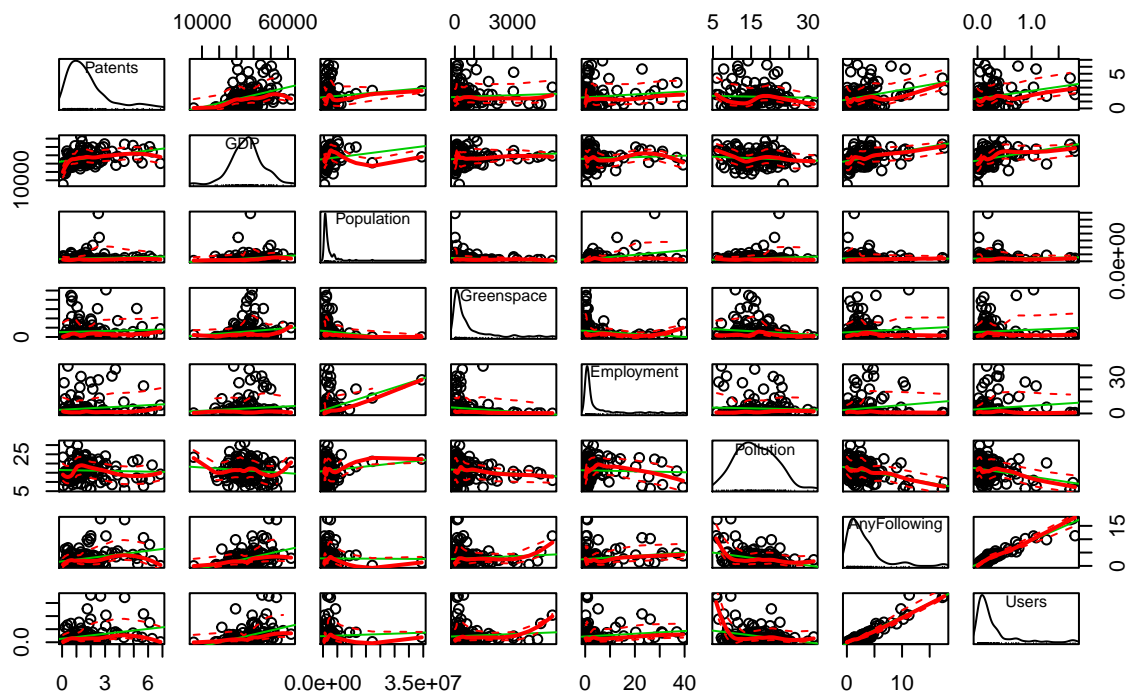 10000 60000 0 3000 5 15 30 0.0 1.0
Patents 0 5
10000 GDP
Population 0.0e+00
0 Greenspace
Employment 0 30
5 25 Pollution
AnyFollowing 0 15
0.0 Users
0 3 6 0.0e+00 3.5e+07 0 20 40 0 10